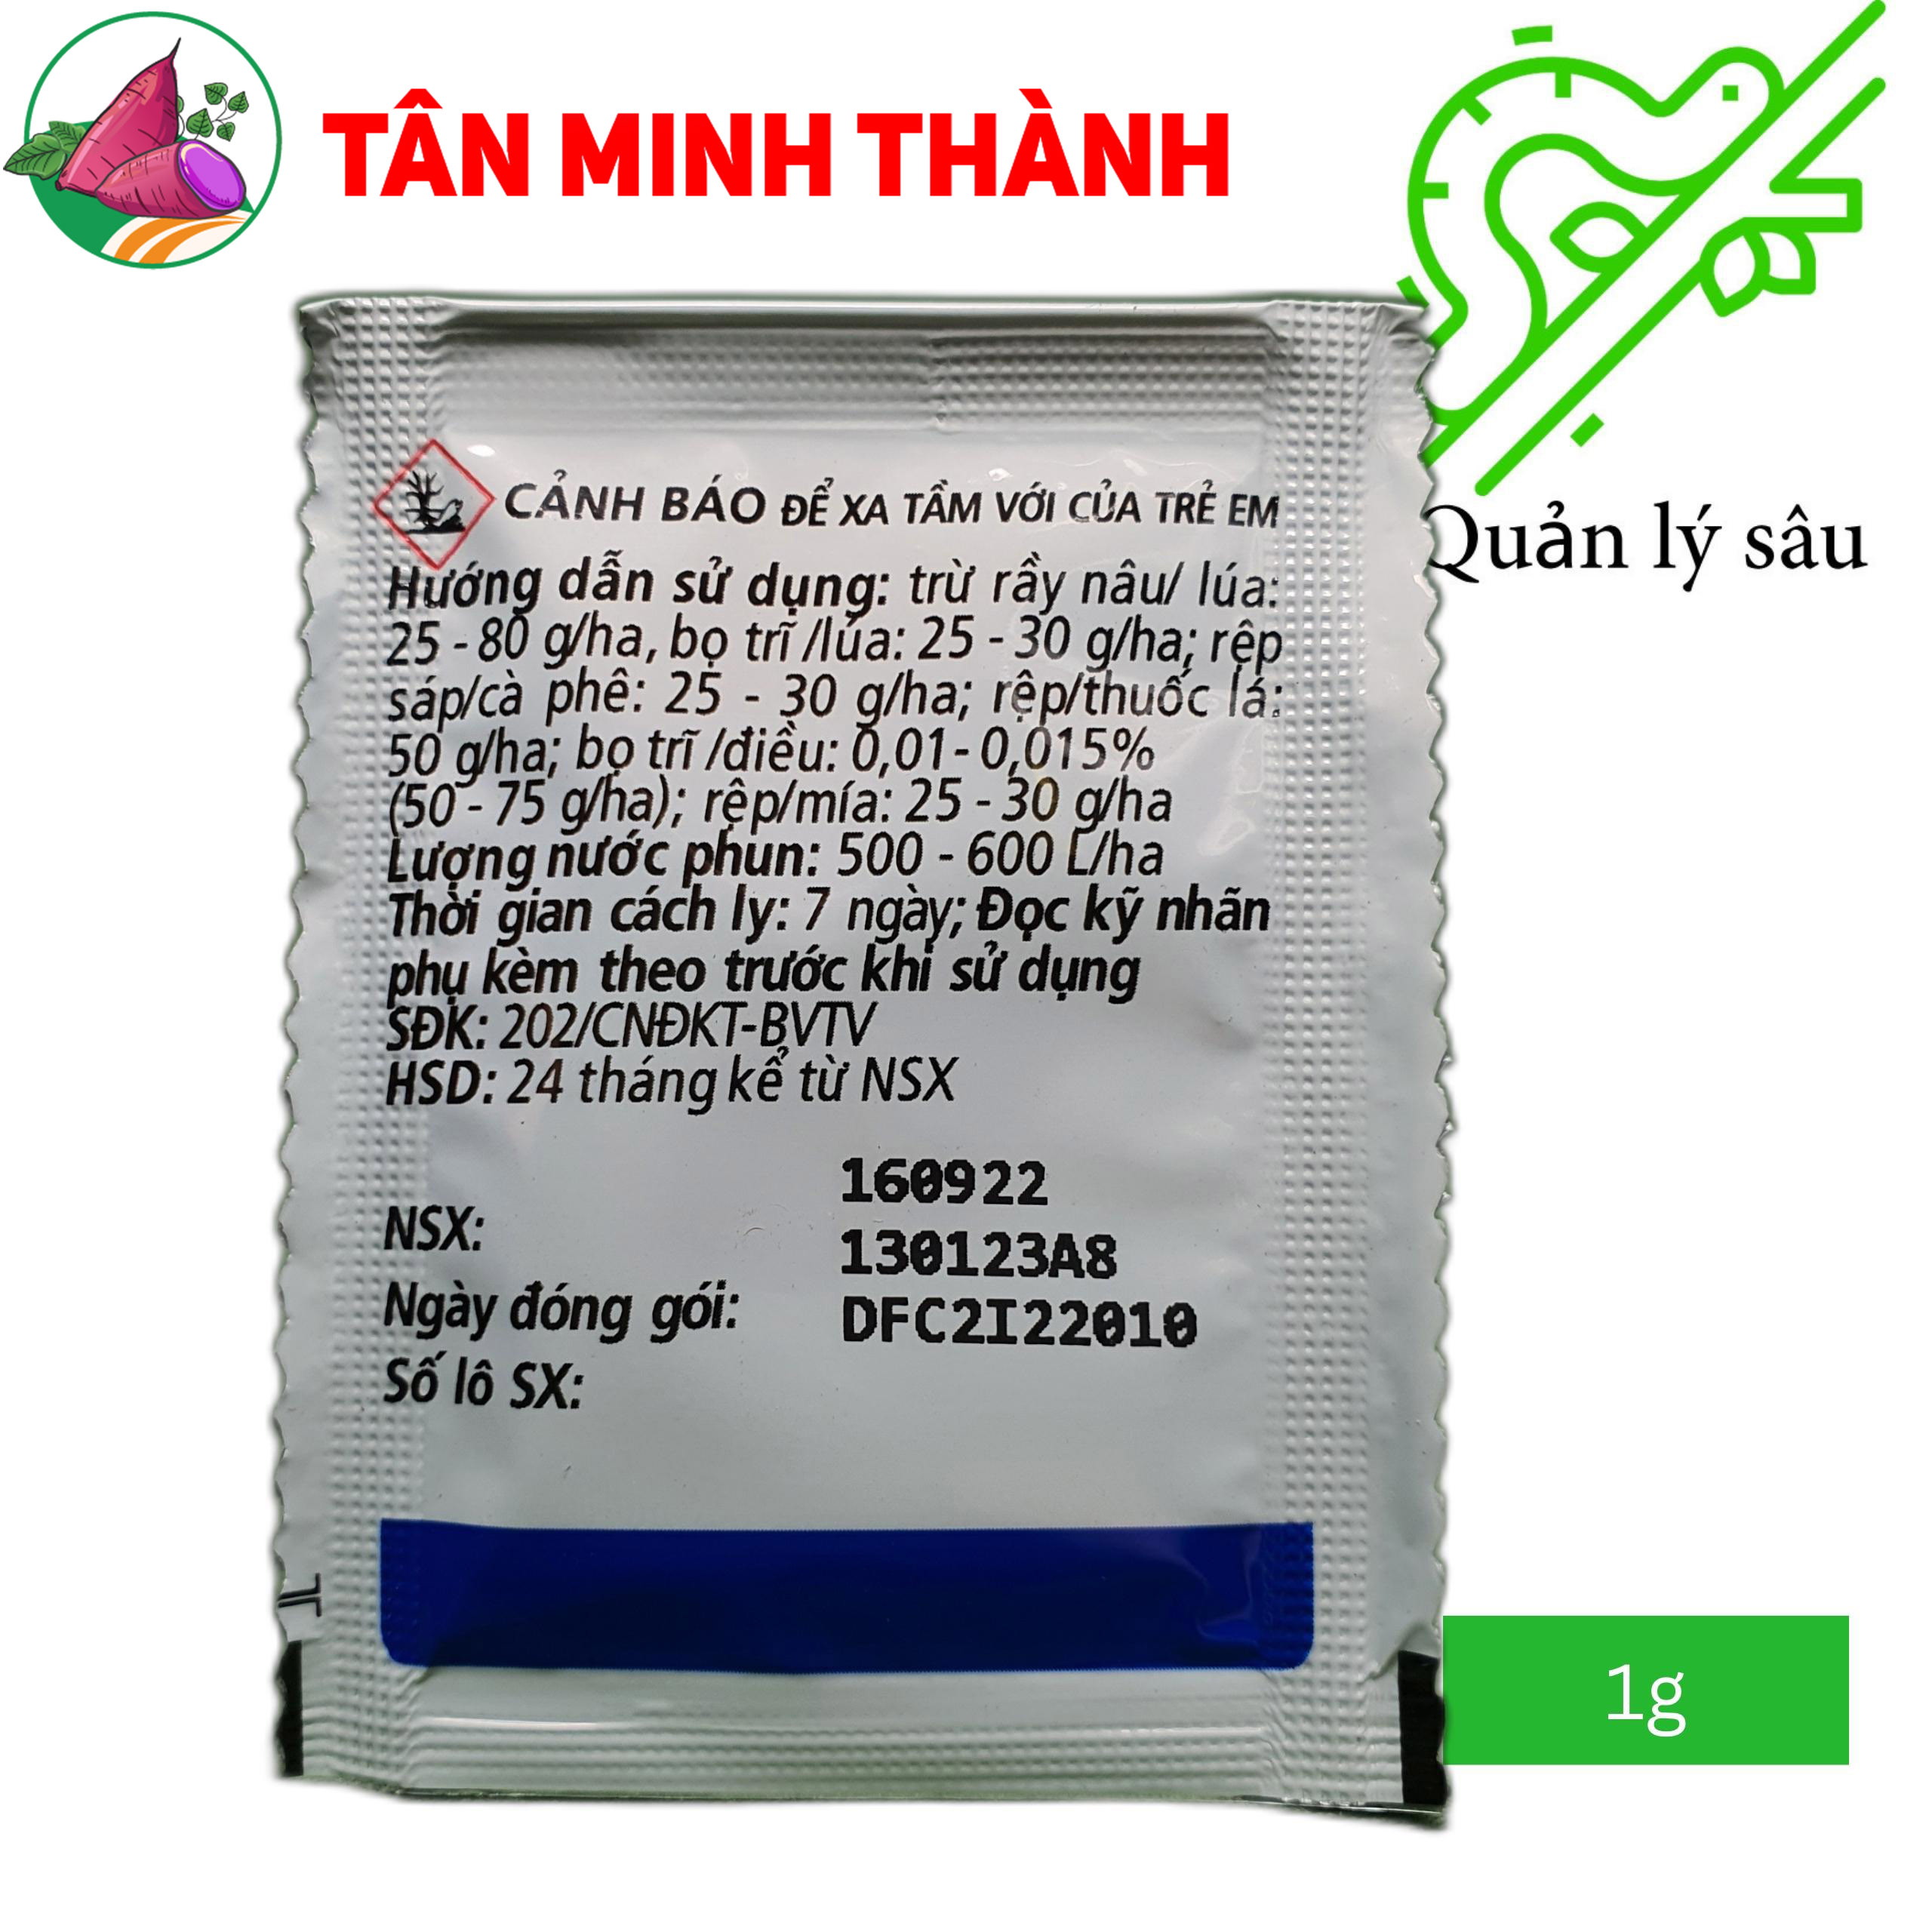 TÂN MINH THÀNH
Quản lý sâu
CẢNH BÁO ĐỂ XA TẦM VỚI CỦA TRẺ EM
Hướng dẫn sử dụng: trừ rầy nâu/ lúa:
25 - 80 g/ha, bọ trĩ /lúa: 25 - 30 g/ha; rệp
sáp/cà phê: 25 - 30 g/ha; rệp/thuốc lá:
50 g/ha; bọ trĩ /điều: 0,01- 0,015%
(50 - 75 g/ha); rệp/mía: 25 - 30 g/ha
Lượng nước phun: 500 - 600 L/ha
Thời gian cách ly: 7 ngày; Đọc kỹ nhãn
phụ kèm theo trước khi sử dụng
SĐK: 202/CNĐKT-BVTV
HSD: 24 tháng kể từ NSX
160922
NSX:
130123A8
Ngày đóng gói:
DFC2I22010
Số lô SX:
1g